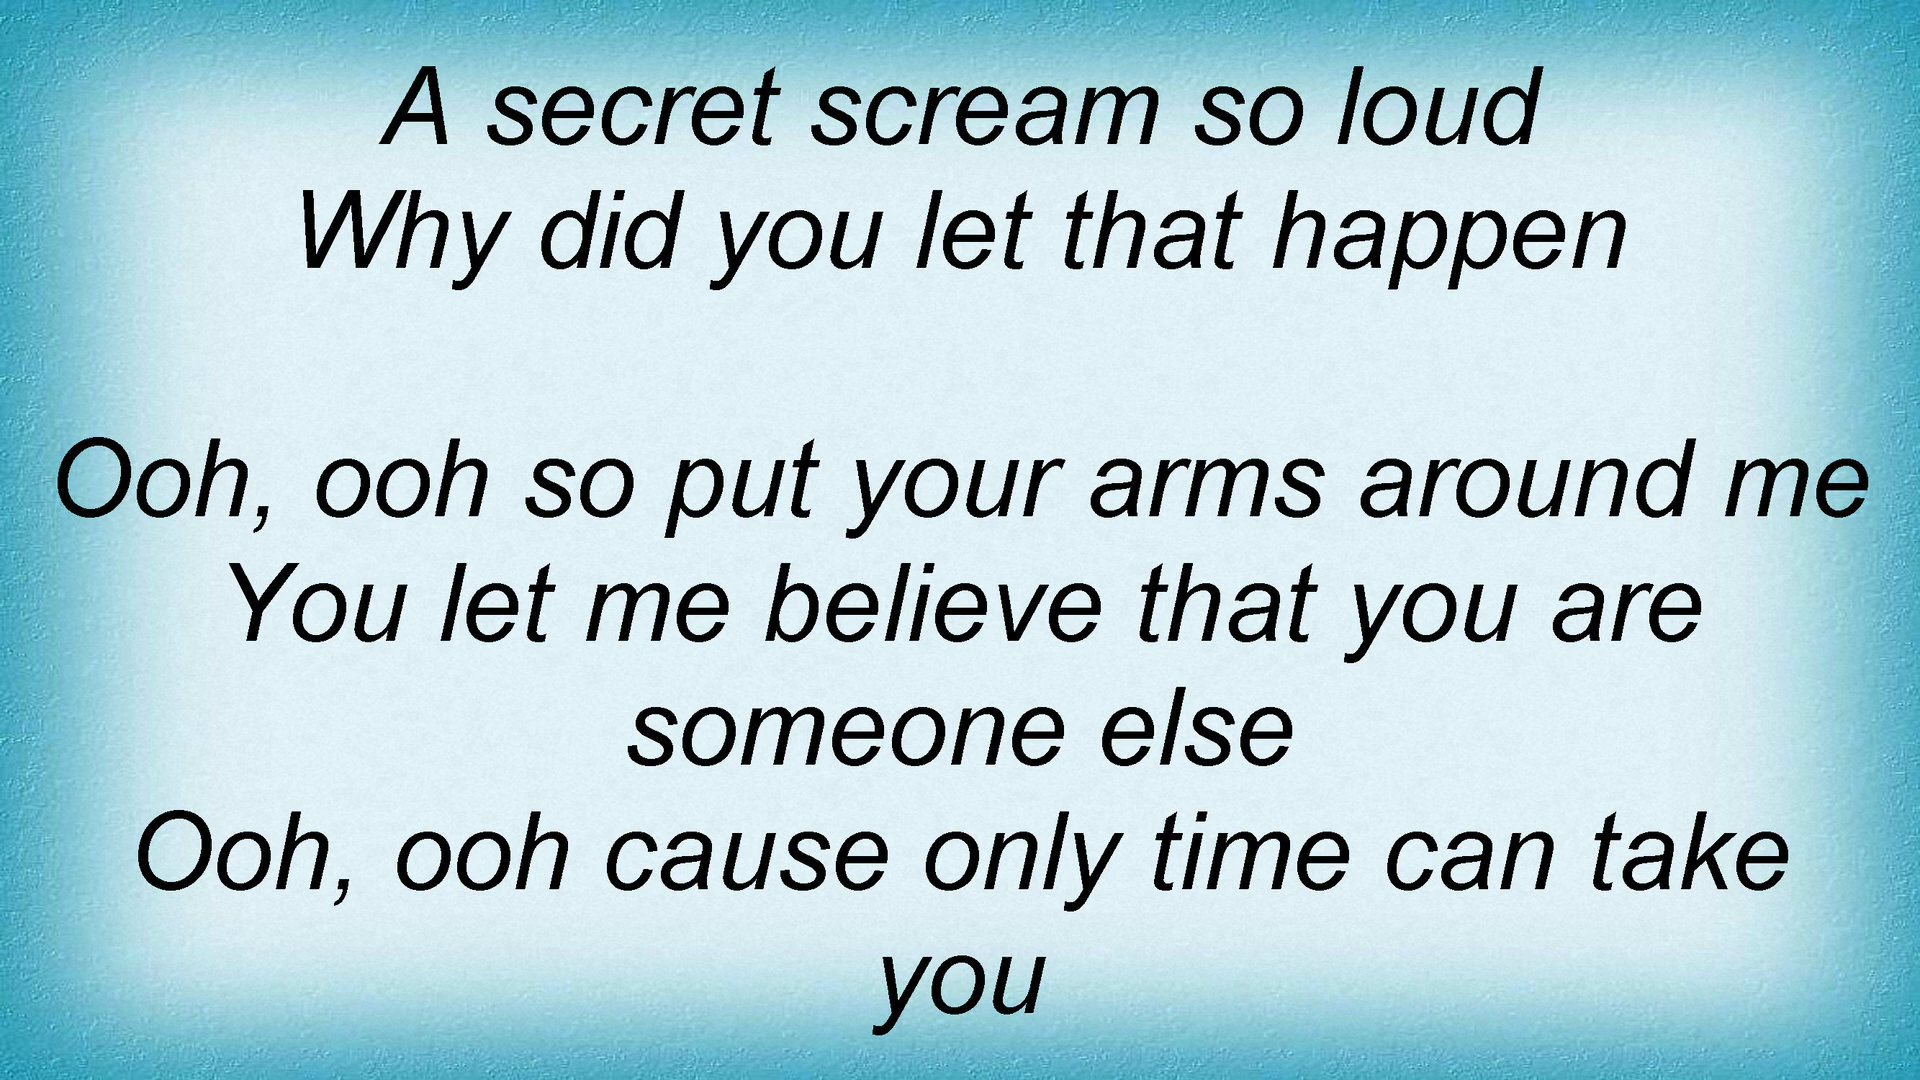 A secret scream so loud
Why did you let that happen
Ooh, ooh so put your arms around me
You let me believe that you are
someone else
Ooh, ooh cause only time can take
you